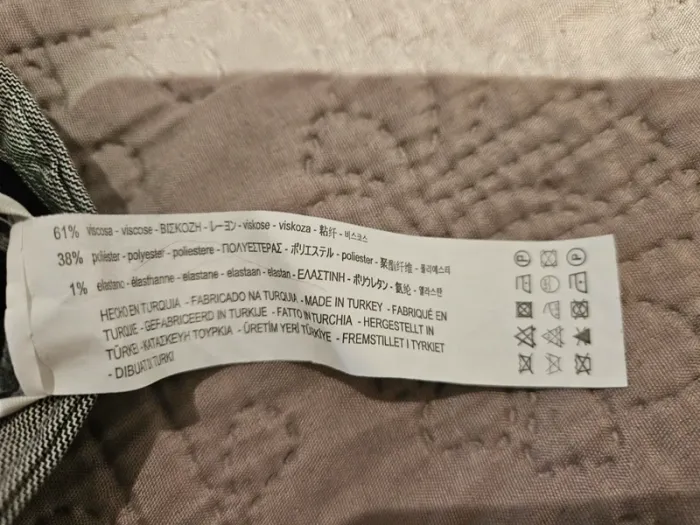 61% viscosa - viscose - ΒΙΣΚΟΖΗ - レーヨン - viskose - viskoza - 粘纤 - 비스코스
38% poliéster - polyester - poliestere - ΠΟΛΥΕΣΤΕΡΑΣ - ポリエステル - poliester - 聚酯纤维 - 폴리에스터
1% elastano - élasthanne - elastane - elastaan - elastan - ΕΛΑΣΤΙΝΗ - ポリウレタン - 氨纶 - 엘라스탄
HECHO EN TURQUIA - FABRICADO NA TURQUIA - MADE IN TURKEY - FABRIQUÉ EN
TURQUIE - GEFABRICEERD IN TURKIJE - FATTO IN TURCHIA - HERGESTELLT IN
TÜRKEI - ΚΑΤΑΣΚΕΥΗ ΤΟΥΡΚΙΑ - ÜRETİM YERİ TÜRKİYE - FREMSTILLET I TYRKIET
- DIBUAT DI TURKI
P P